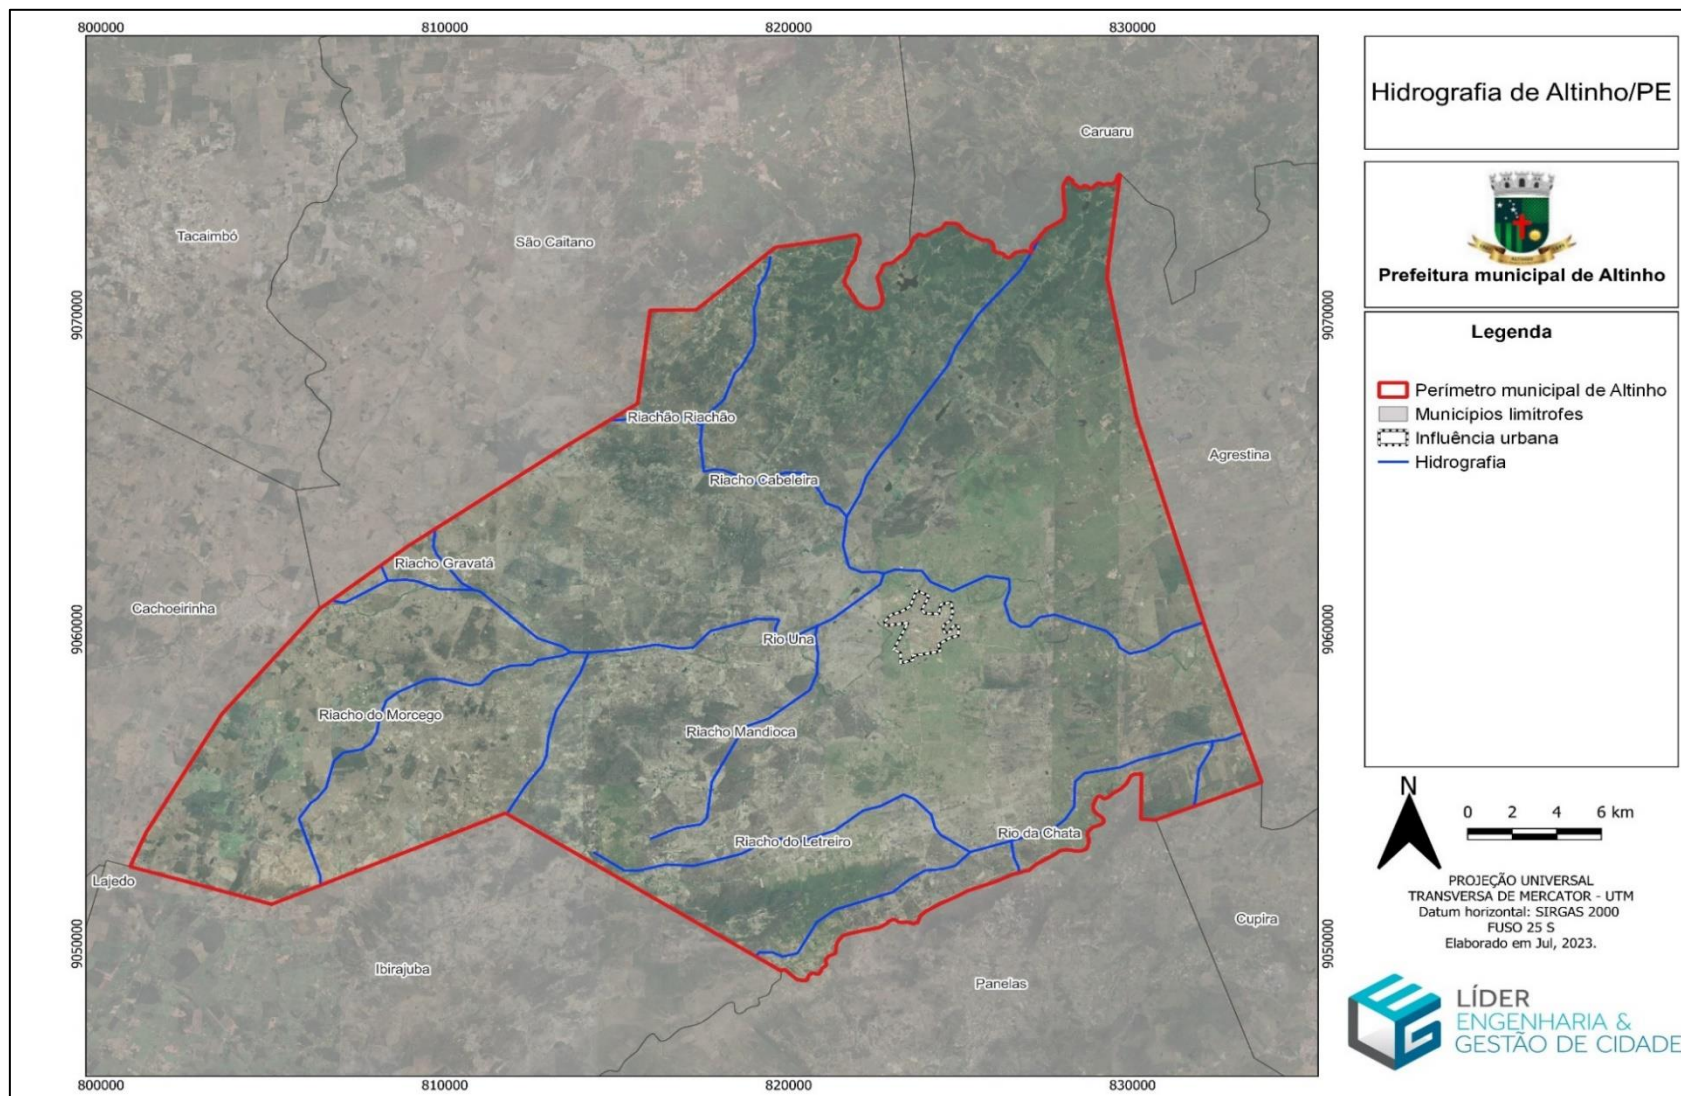 800000 810000 820000 830000
Hidrografia de Altinho/PE
Caruaru
Tacaimbó
São Caitano
Prefeitura municipal de Altinho
9070000
9070000
Legenda
Perímetro municipal de Altinho
Municípios limitrofes
Influência urbana
Hidrografia
Riachão Riachão
Agrestina
Riacho Cabeleira
Riacho Gravatá
Cachoeirinha
9060000
9060000
Rio Una
Riacho do Morcego
Riacho Mandioca
Rio da Chata
Riacho do Letreiro
Lajedo
Cupira
9050000
9050000
Ibirajuba
Panelas
N
0 2 4 6 km
PROJEÇÃO UNIVERSAL
TRANSVERSA DE MERCATOR - UTM
Datum horizontal: SIRGAS 2000
FUSO 25 S
Elaborado em Jul, 2023.
LÍDER
ENGENHARIA &
GESTÃO DE CIDADE
800000 810000 820000 830000